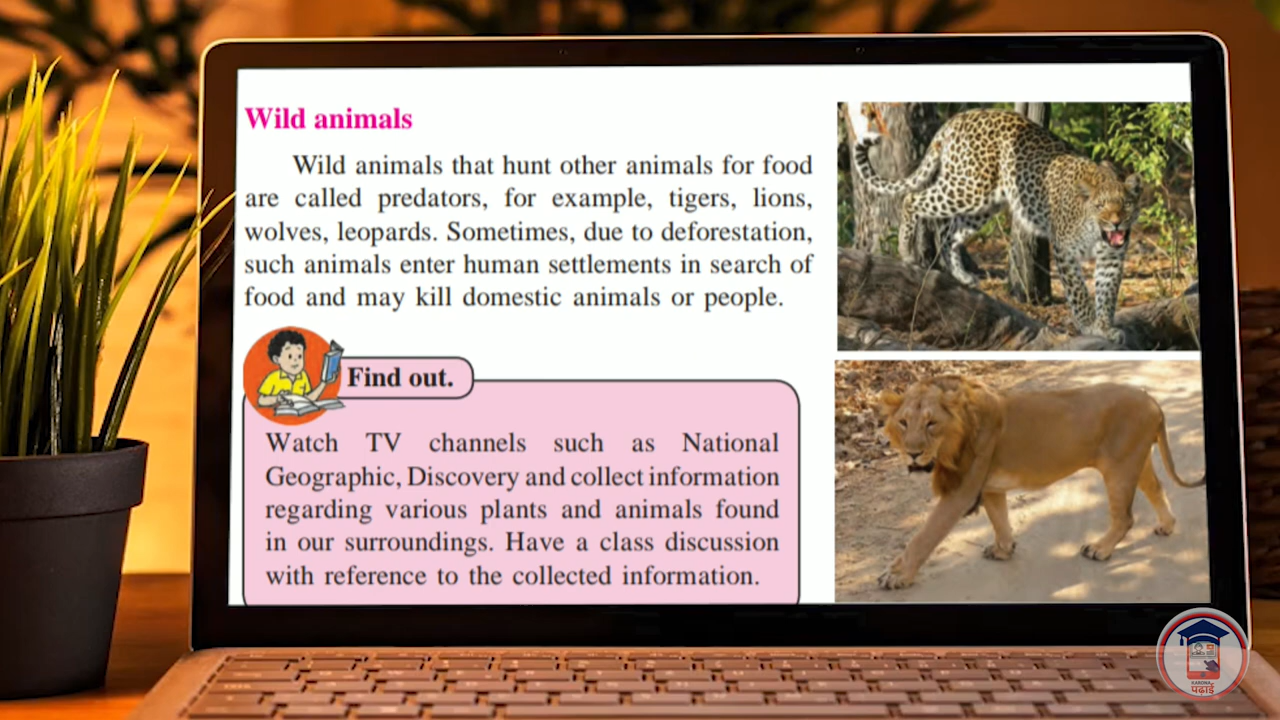 Wild animals
Wild animals that hunt other animals for food
are called predators, for example, tigers, lions,
wolves, leopards. Sometimes, due to deforestation,
such animals enter human settlements in search of
food and may kill domestic animals or people.
Find out.
Watch TV channels such as National
Geographic, Discovery and collect information
regarding various plants and animals found
in our surroundings. Have a class discussion
with reference to the collected information.
KARONA
पढ़ाई